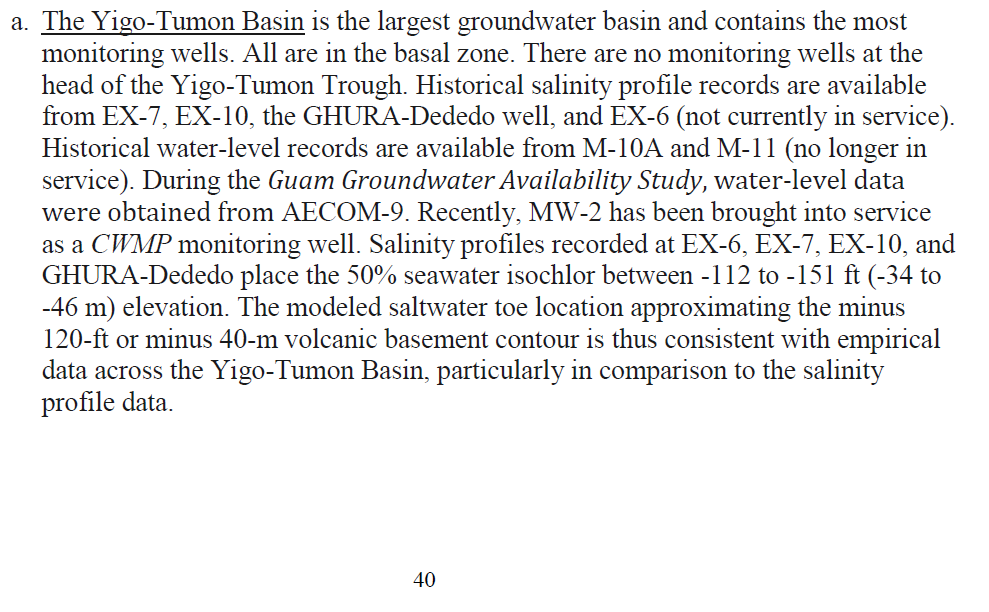 a. The Yigo-Tumon Basin is the largest groundwater basin and contains the most
monitoring wells. All are in the basal zone. There are no monitoring wells at the
head of the Yigo-Tumon Trough. Historical salinity profile records are available
from EX-7, EX-10, the GHURA-Dededo well, and EX-6 (not currently in service).
Historical water-level records are available from M-10A and M-11 (no longer in
service). During the Guam Groundwater Availability Study, water-level data
were obtained from AECOM-9. Recently, MW-2 has been brought into service
as a CWMP monitoring well. Salinity profiles recorded at EX-6, EX-7, EX-10, and
GHURA-Dededo place the 50% seawater isochlor between -112 to -151 ft (-34 to
-46 m) elevation. The modeled saltwater toe location approximating the minus
120-ft or minus 40-m volcanic basement contour is thus consistent with empirical
data across the Yigo-Tumon Basin, particularly in comparison to the salinity
profile data.
40